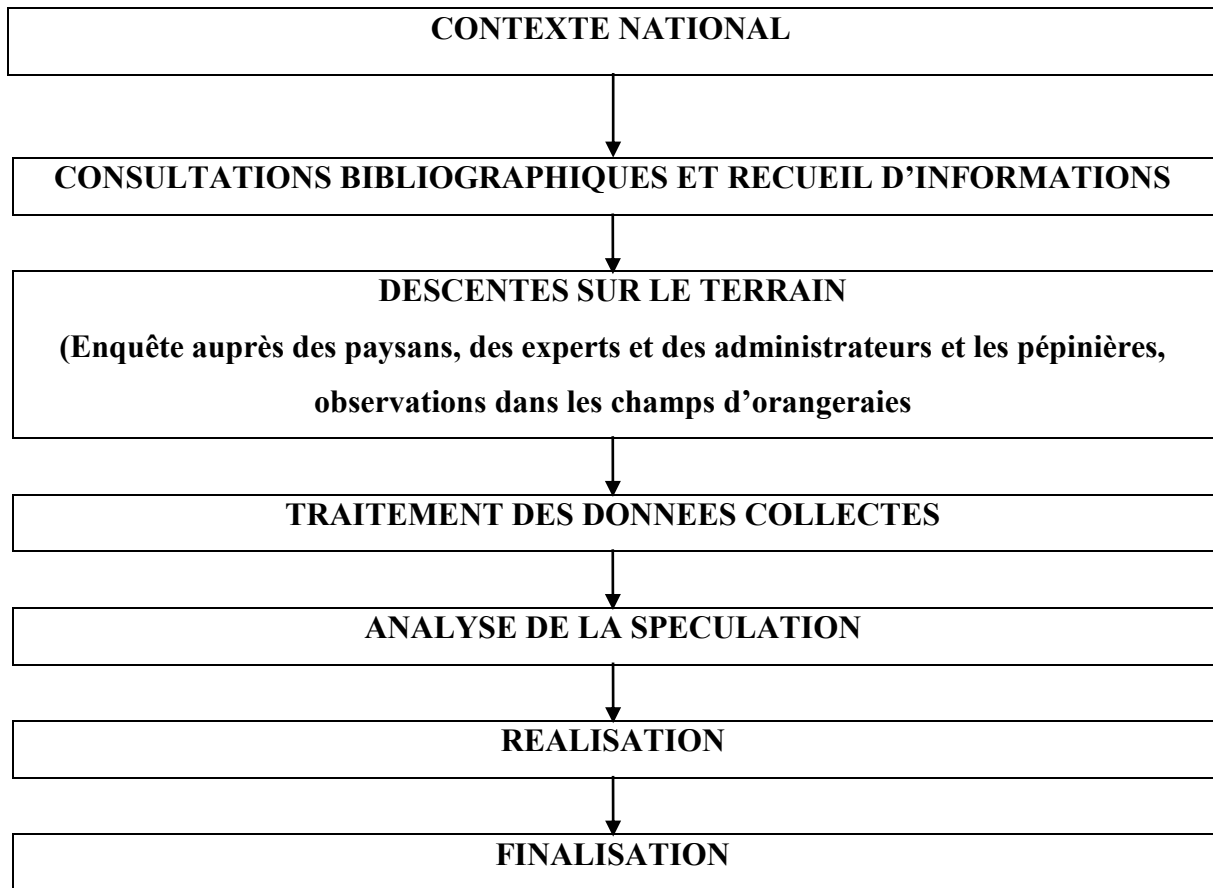 CONTEXTE NATIONAL
CONSULTATIONS BIBLIOGRAPHIQUES ET RECUEIL D’INFORMATIONS
DESCENTES SUR LE TERRAIN
(Enquête auprès des paysans, des experts et des administrateurs et les pépinières,
observations dans les champs d’orangeraies
TRAITEMENT DES DONNEES COLLECTES
ANALYSE DE LA SPECULATION
REALISATION
FINALISATION